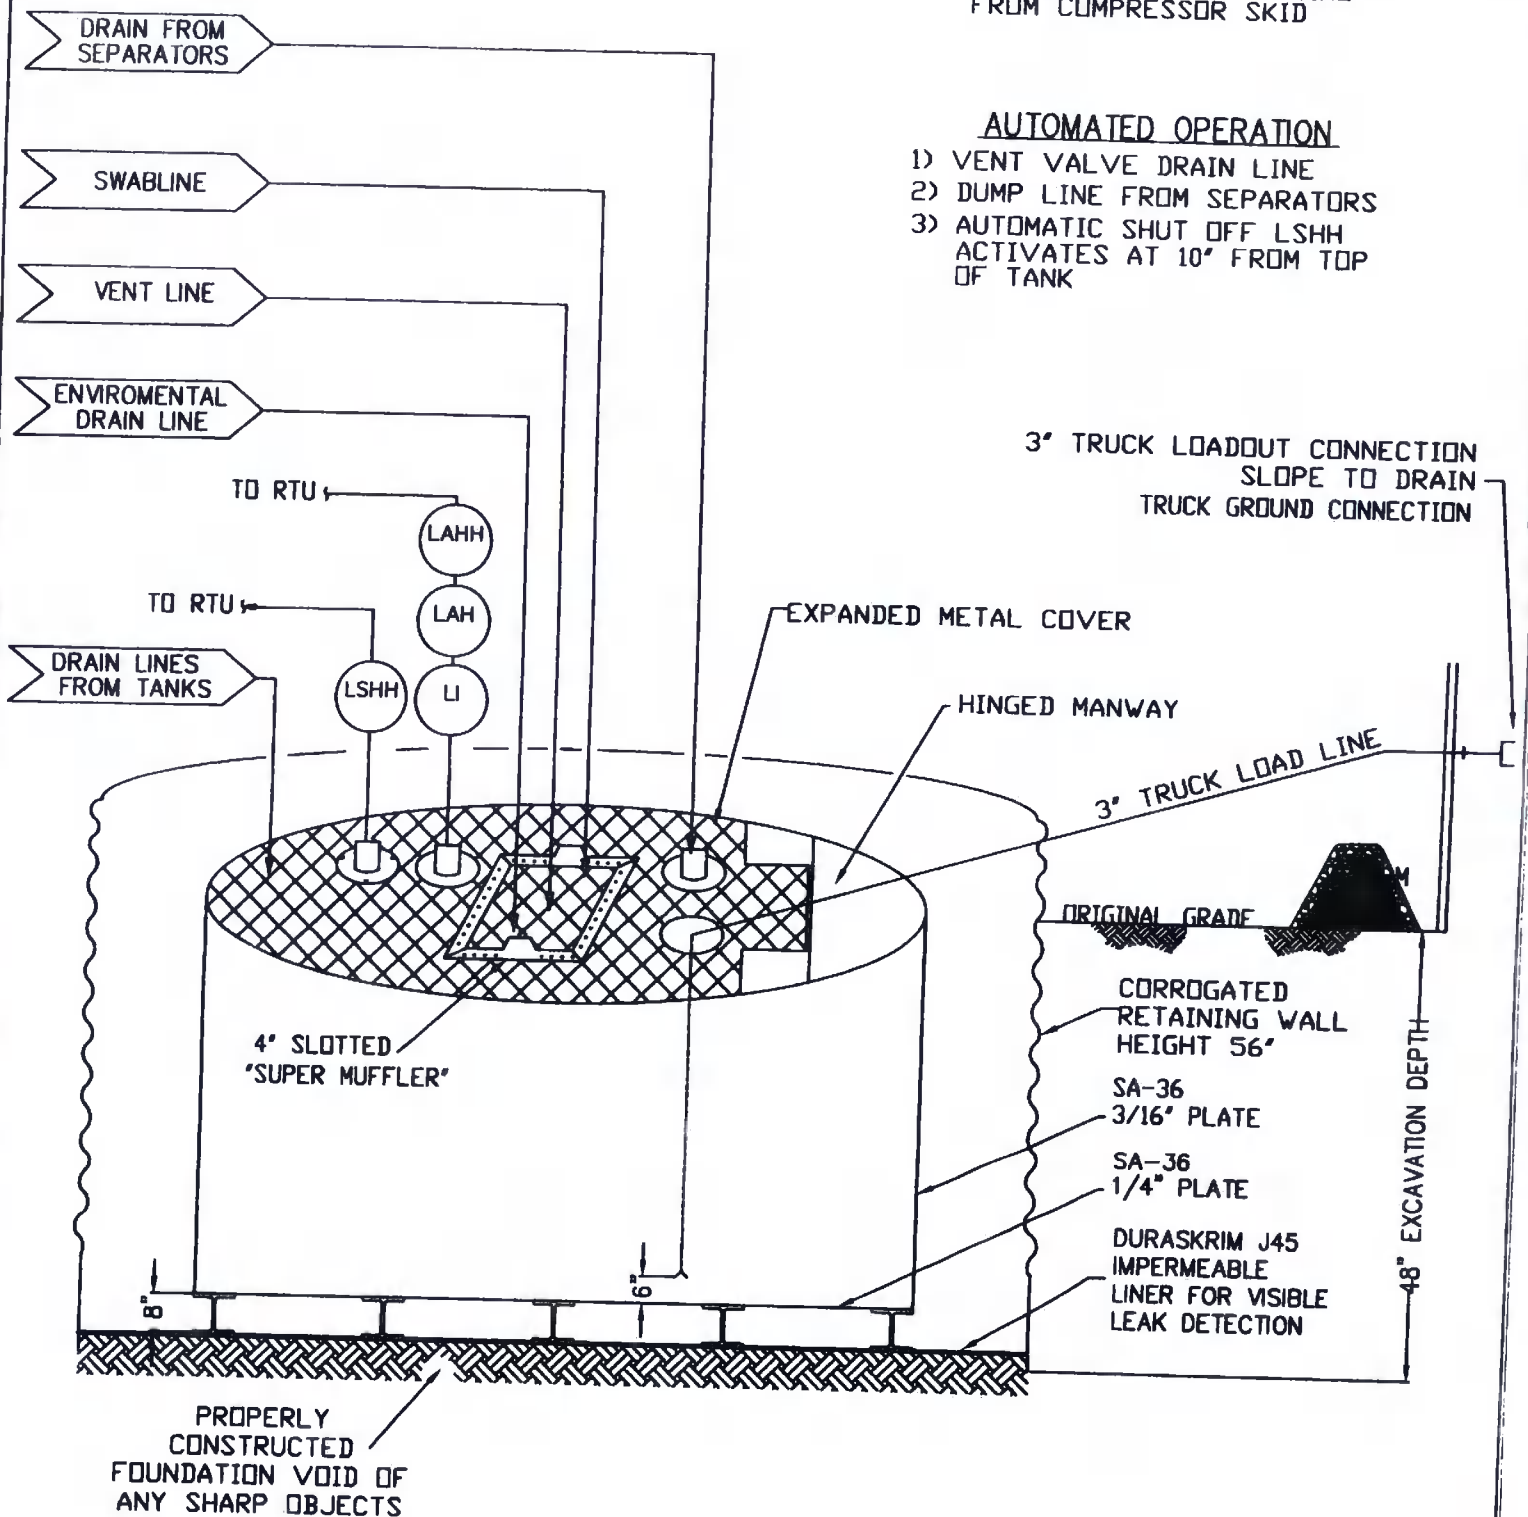 FROM COMPRESSOR SKID
DRAIN FROM
SEPARATORS
AUTOMATED OPERATION
1) VENT VALVE DRAIN LINE
2) DUMP LINE FROM SEPARATORS
3) AUTOMATIC SHUT OFF LSHH
ACTIVATES AT 10" FROM TOP
OF TANK
SWABLINE
VENT LINE
ENVIROMENTAL
DRAIN LINE
3" TRUCK LOADOUT CONNECTION
SLOPE TO DRAIN
TRUCK GROUND CONNECTION
TO RTU
LAHH
TO RTU
LAH
EXPANDED METAL COVER
DRAIN LINES
FROM TANKS
LSHH
LI
HINGED MANWAY
3" TRUCK LOAD LINE
M
ORIGINAL GRADE
CORROGATED
RETAINING WALL
HEIGHT 56"
4" SLOTTED
"SUPER MUFFLER"
SA-36
3/16" PLATE
SA-36
1/4" PLATE
48" EXCAVATION DEPTH
DURASKRIM J45
IMPERMEABLE
LINER FOR VISIBLE
LEAK DETECTION
8"
6"
PROPERLY
CONSTRUCTED
FOUNDATION VOID OF
ANY SHARP OBJECTS